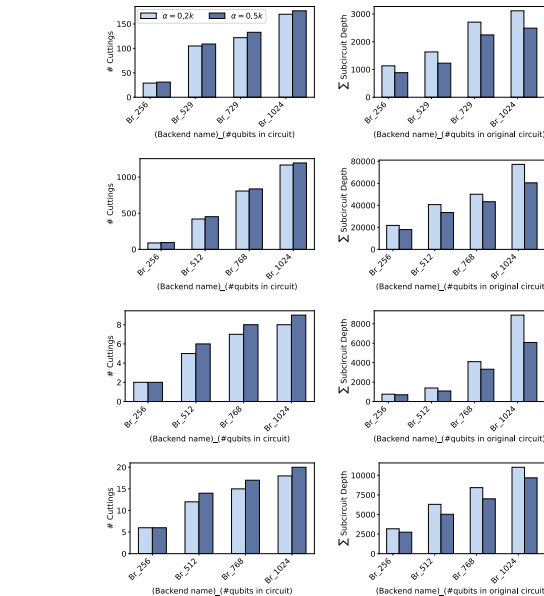 α = 0.2k α = 0.5k
# Cuttings
150
100
50
0
Br_256 Br_529 Br_729 Br_1024
(Backend name)_(#qubits in circuit)
∑ Subcircuit Depth
3000
2000
1000
0
Br_256 Br_529 Br_729 Br_1024
(Backend name)_(#qubits in original circuit)
# Cuttings
1000
500
0
Br_256 Br_512 Br_768 Br_1024
(Backend name)_(#qubits in circuit)
∑ Subcircuit Depth
80000
60000
40000
20000
0
Br_256 Br_512 Br_768 Br_1024
(Backend name)_(#qubits in original circuit)
# Cuttings
8
6
4
2
0
Br_256 Br_512 Br_768 Br_1024
(Backend name)_(#qubits in circuit)
∑ Subcircuit Depth
8000
6000
4000
2000
0
Br_256 Br_512 Br_768 Br_1024
(Backend name)_(#qubits in original circuit)
# Cuttings
20
15
10
5
0
Br_256 Br_512 Br_768 Br_1024
(Backend name)_(#qubits in circuit)
∑ Subcircuit Depth
10000
7500
5000
2500
0
Br_256 Br_512 Br_768 Br_1024
(Backend name)_(#qubits in original circuit)